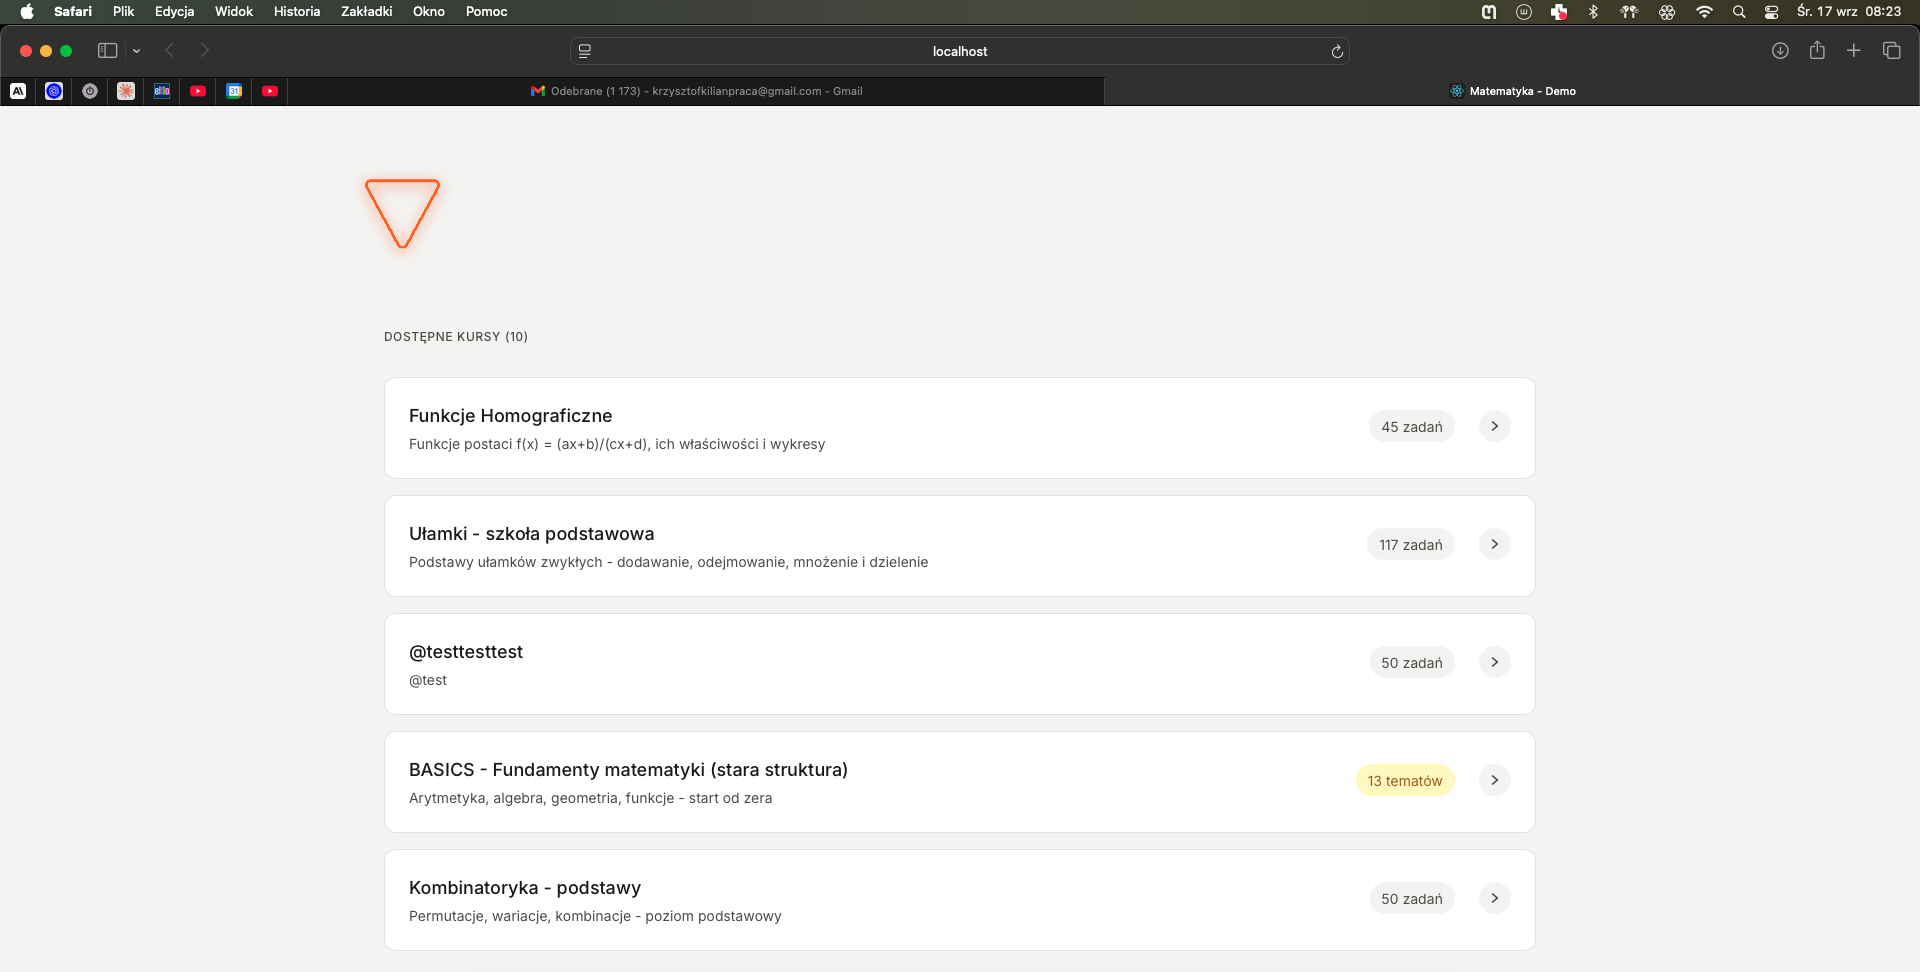 Safari Plik Edycja Widok Historia Zakładki Okno Pomoc Śr. 17 wrz 08:23
localhost
Odebrane (1 173) - krzysztofkilianpraca@gmail.com - Gmail Matematyka - Demo
DOSTĘPNE KURSY (10)
Funkcje Homograficzne
Funkcje postaci f(x) = (ax+b)/(cx+d), ich właściwości i wykresy
45 zadań
Ułamki - szkoła podstawowa
Podstawy ułamków zwykłych - dodawanie, odejmowanie, mnożenie i dzielenie
117 zadań
@testtesttest
@test
50 zadań
BASICS - Fundamenty matematyki (stara struktura)
Arytmetyka, algebra, geometria, funkcje - start od zera
13 tematów
Kombinatoryka - podstawy
Permutacje, wariacje, kombinacje - poziom podstawowy
50 zadań